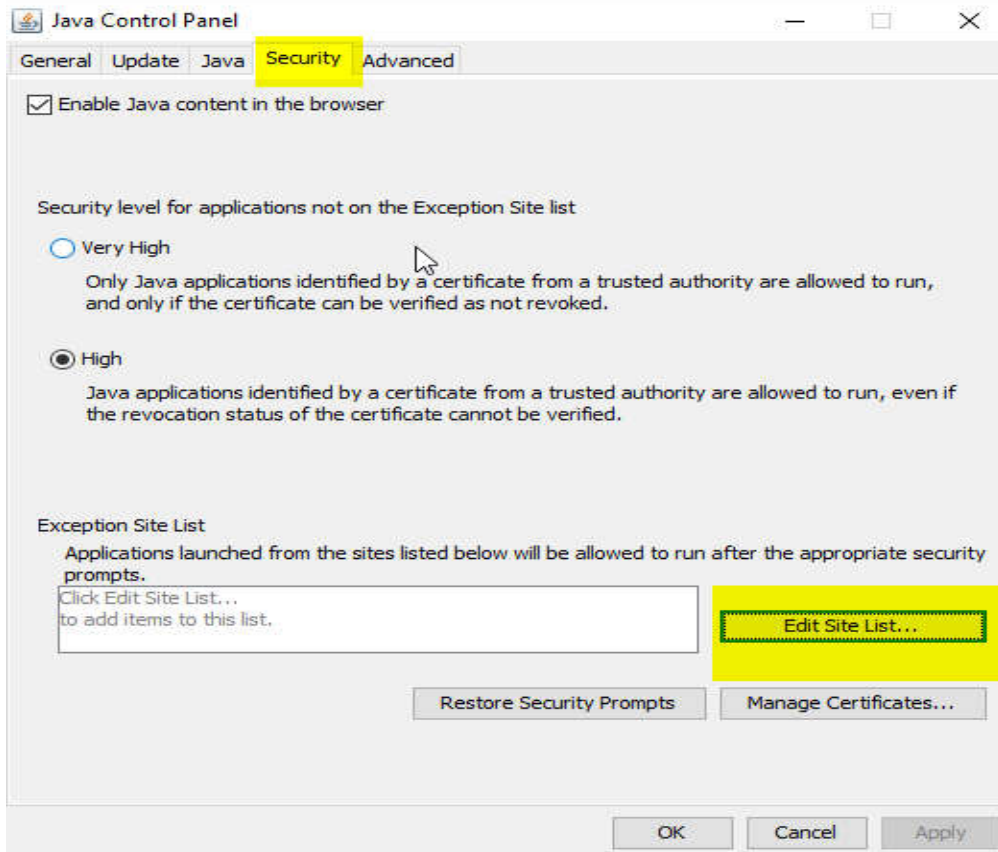 Java Control Panel
General Update Java Security Advanced
Enable Java content in the browser
Security level for applications not on the Exception Site list
Very High
Only Java applications identified by a certificate from a trusted authority are allowed to run,
and only if the certificate can be verified as not revoked.
High
Java applications identified by a certificate from a trusted authority are allowed to run, even if
the revocation status of the certificate cannot be verified.
Exception Site List
Applications launched from the sites listed below will be allowed to run after the appropriate security
prompts.
Click Edit Site List...
to add items to this list.
Edit Site List...
Restore Security Prompts Manage Certificates...
OK Cancel Apply